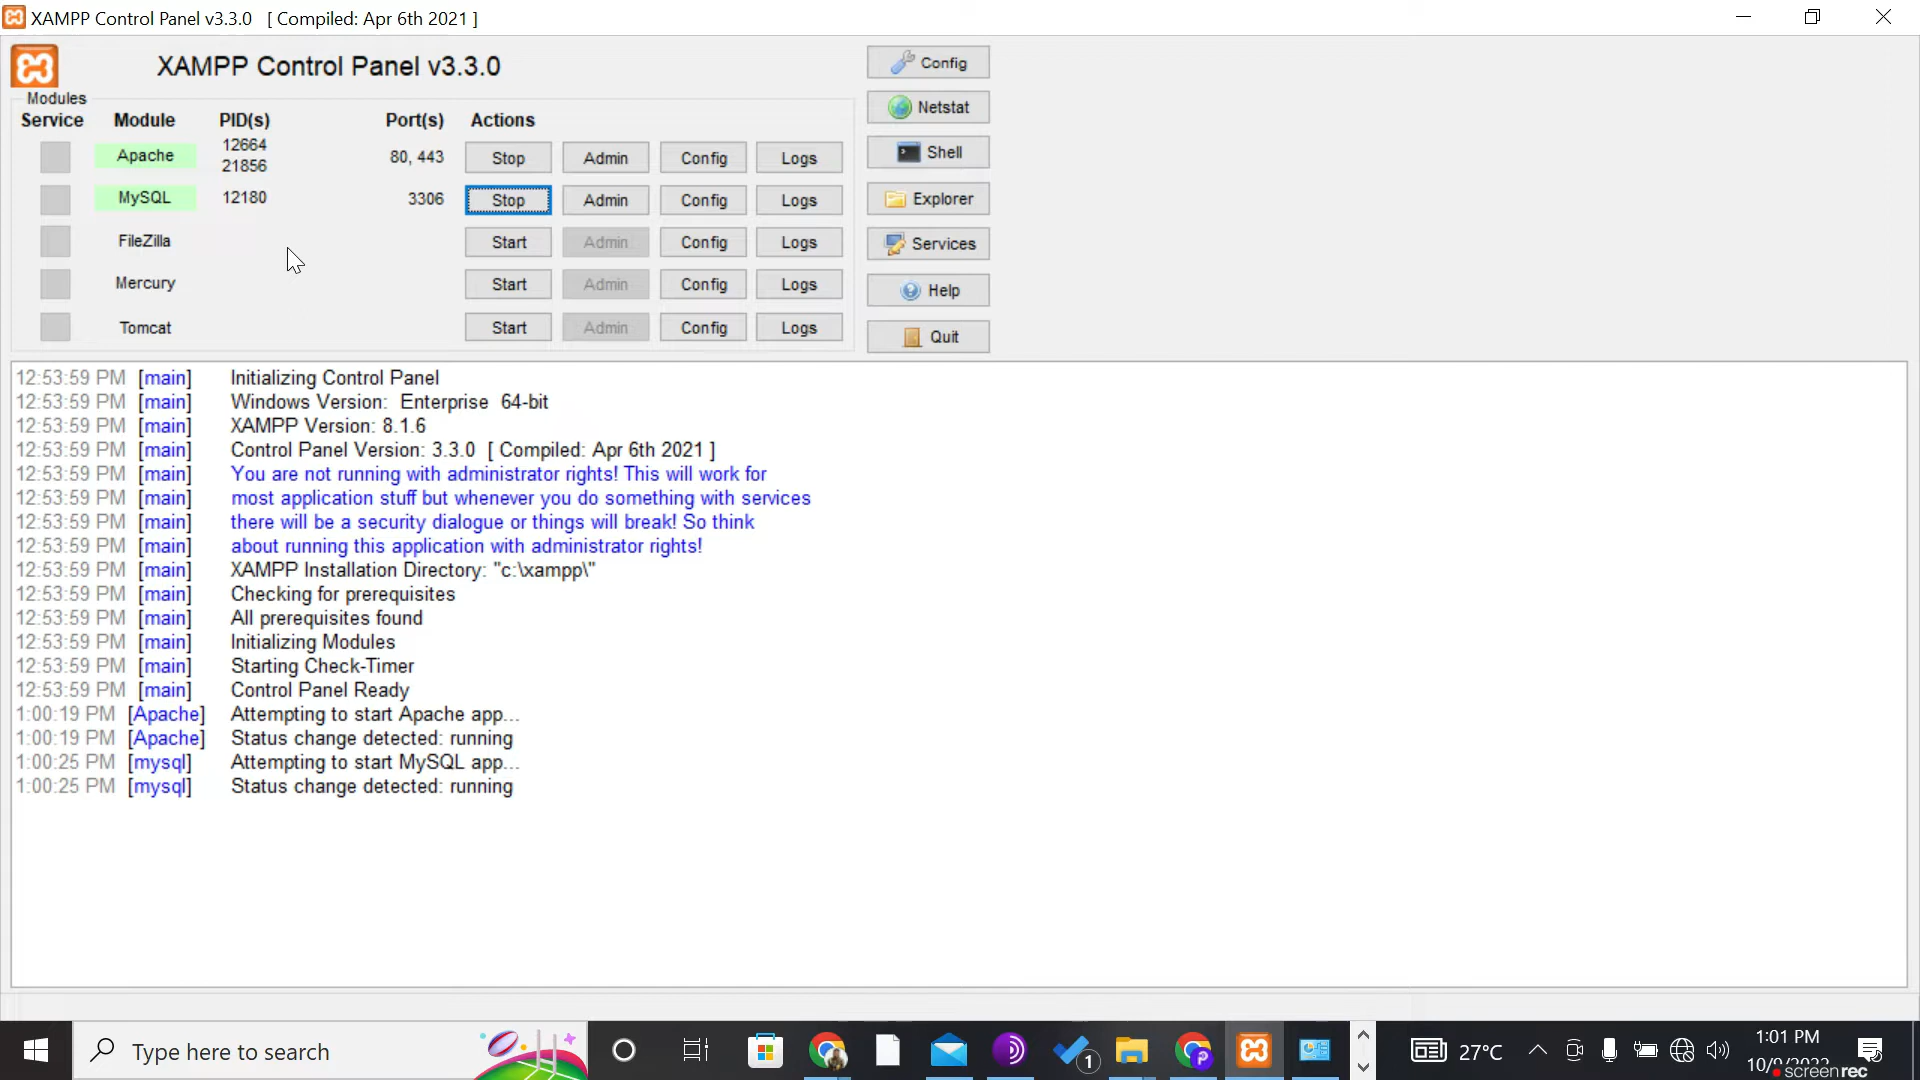 XAMPP Control Panel v3.3.0 [ Compiled: Apr 6th 2021 ]
XAMPP Control Panel v3.3.0
Modules
Service Module PID(s) Port(s) Actions
Apache 12664 21856 80, 443 Stop Admin Config Logs
MySQL 12180 3306 Stop Admin Config Logs
FileZilla Start Admin Config Logs
Mercury Start Admin Config Logs
Tomcat Start Admin Config Logs
Config
Netstat
Shell
Explorer
Services
Help
Quit
12:53:59 PM [main] Initializing Control Panel
12:53:59 PM [main] Windows Version: Enterprise 64-bit
12:53:59 PM [main] XAMPP Version: 8.1.6
12:53:59 PM [main] Control Panel Version: 3.3.0 [ Compiled: Apr 6th 2021 ]
12:53:59 PM [main] You are not running with administrator rights! This will work for
12:53:59 PM [main] most application stuff but whenever you do something with services
12:53:59 PM [main] there will be a security dialogue or things will break! So think
12:53:59 PM [main] about running this application with administrator rights!
12:53:59 PM [main] XAMPP Installation Directory: "c:\xampp\"
12:53:59 PM [main] Checking for prerequisites
12:53:59 PM [main] All prerequisites found
12:53:59 PM [main] Initializing Modules
12:53:59 PM [main] Starting Check-Timer
12:53:59 PM [main] Control Panel Ready
1:00:19 PM [Apache] Attempting to start Apache app...
1:00:19 PM [Apache] Status change detected: running
1:00:25 PM [mysql] Attempting to start MySQL app...
1:00:25 PM [mysql] Status change detected: running
Type here to search
1
27°C
1:01 PM
screenrec